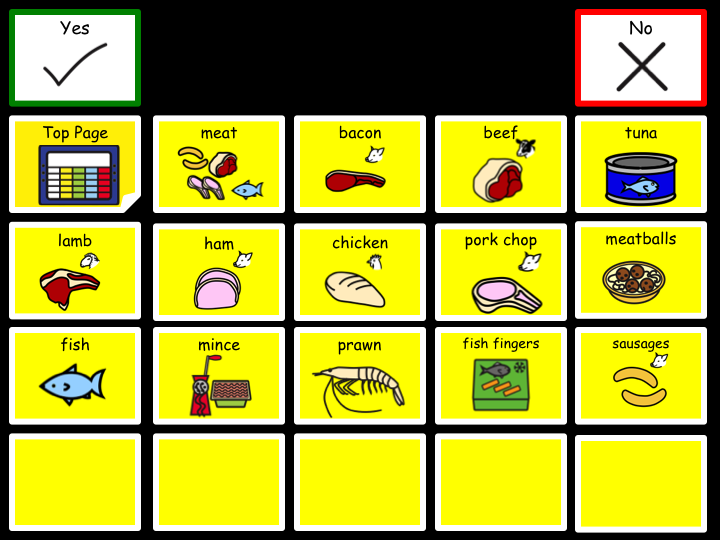 Yes
No
Top Page
meat
bacon
beef
tuna
lamb
ham
chicken
pork chop
meatballs
fish
mince
prawn
fish fingers
sausages